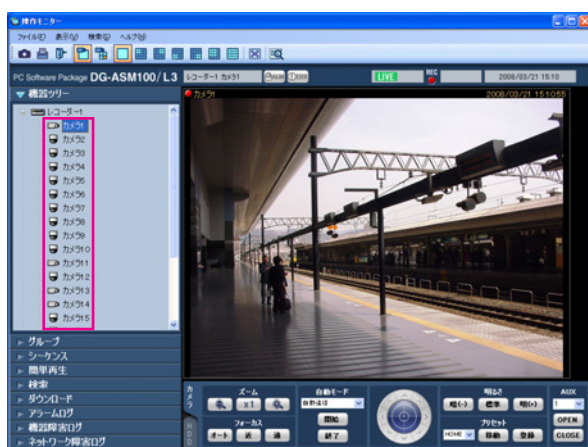 操作モニター
ファイル(F) 表示(V) 検索(S) ヘルプ(H)
PC Software Package DG-ASM100/L3
レコーダー1 カメラ1
ALM
ERR
LIVE
REC
2008/03/21 15:10
機器ツリー
レコーダー1
カメラ1
カメラ2
カメラ3
カメラ4
カメラ5
カメラ6
カメラ7
カメラ8
カメラ9
カメラ10
カメラ11
カメラ12
カメラ13
カメラ14
カメラ15
グループ
シーケンス
簡単再生
検索
ダウンロード
アラームログ
機器障害ログ
ネットワーク障害ログ
カメラ1
2008/03/21 15:10:55
カメラ
HDD
ズーム
x1
フォーカス
オート 近 遠
自動モード
自動追尾
開始
終了
明るさ
暗(-) 標準 明(+)
プリセット
HOME 移動 登録
AUX
1
OPEN
CLOSE